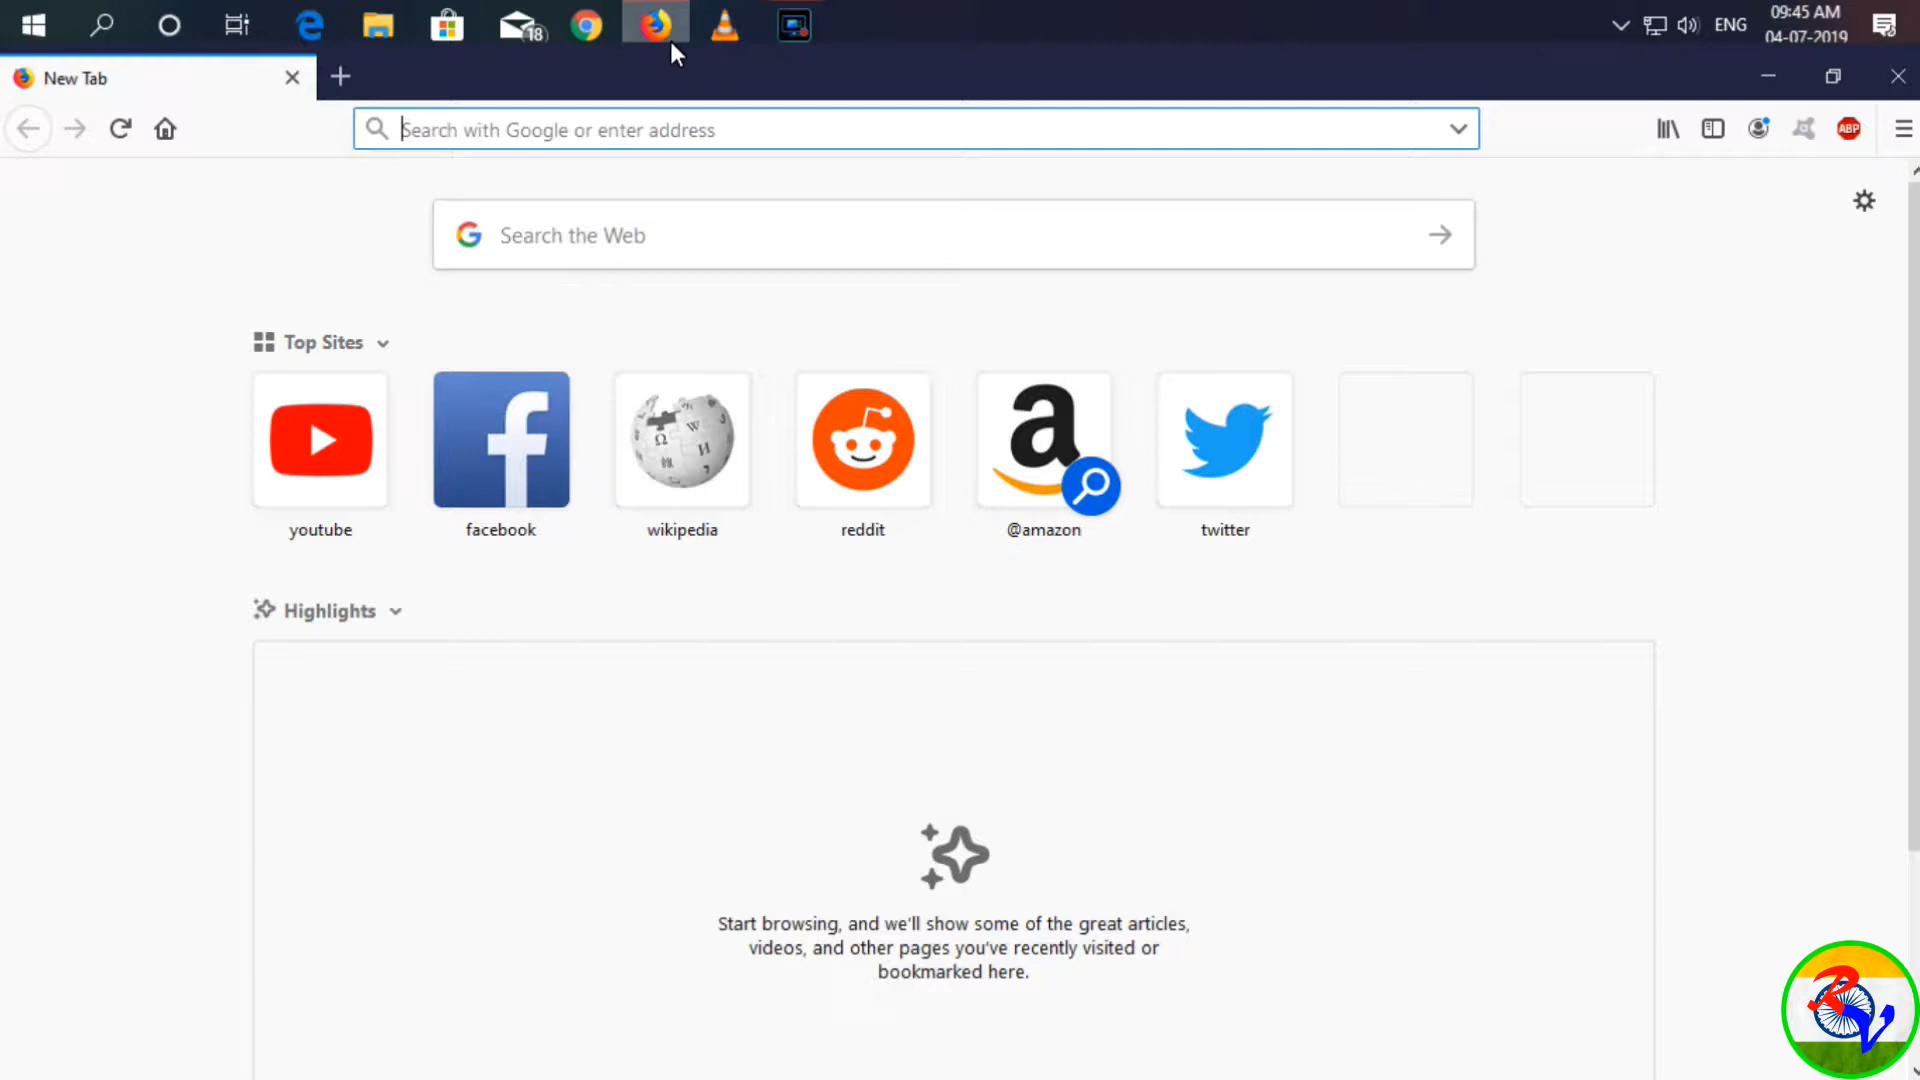 18
ENG
09:45 AM
04-07-2019
New Tab
Search with Google or enter address
ABP
Search the Web
Top Sites
youtube
facebook
wikipedia
reddit
@amazon
twitter
Highlights
Start browsing, and we'll show some of the great articles,
videos, and other pages you've recently visited or
bookmarked here.
RV